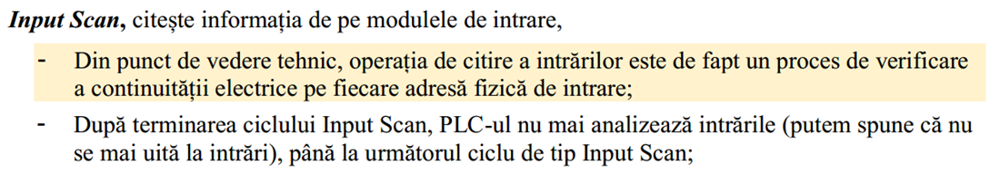 Input Scan, citește informația de pe modulele de intrare,
- Din punct de vedere tehnic, operația de citire a intrărilor este de fapt un proces de verificare
a continuității electrice pe fiecare adresă fizică de intrare;
- După terminarea ciclului Input Scan, PLC-ul nu mai analizează intrările (putem spune că nu
se mai uită la intrări), până la următorul ciclu de tip Input Scan;